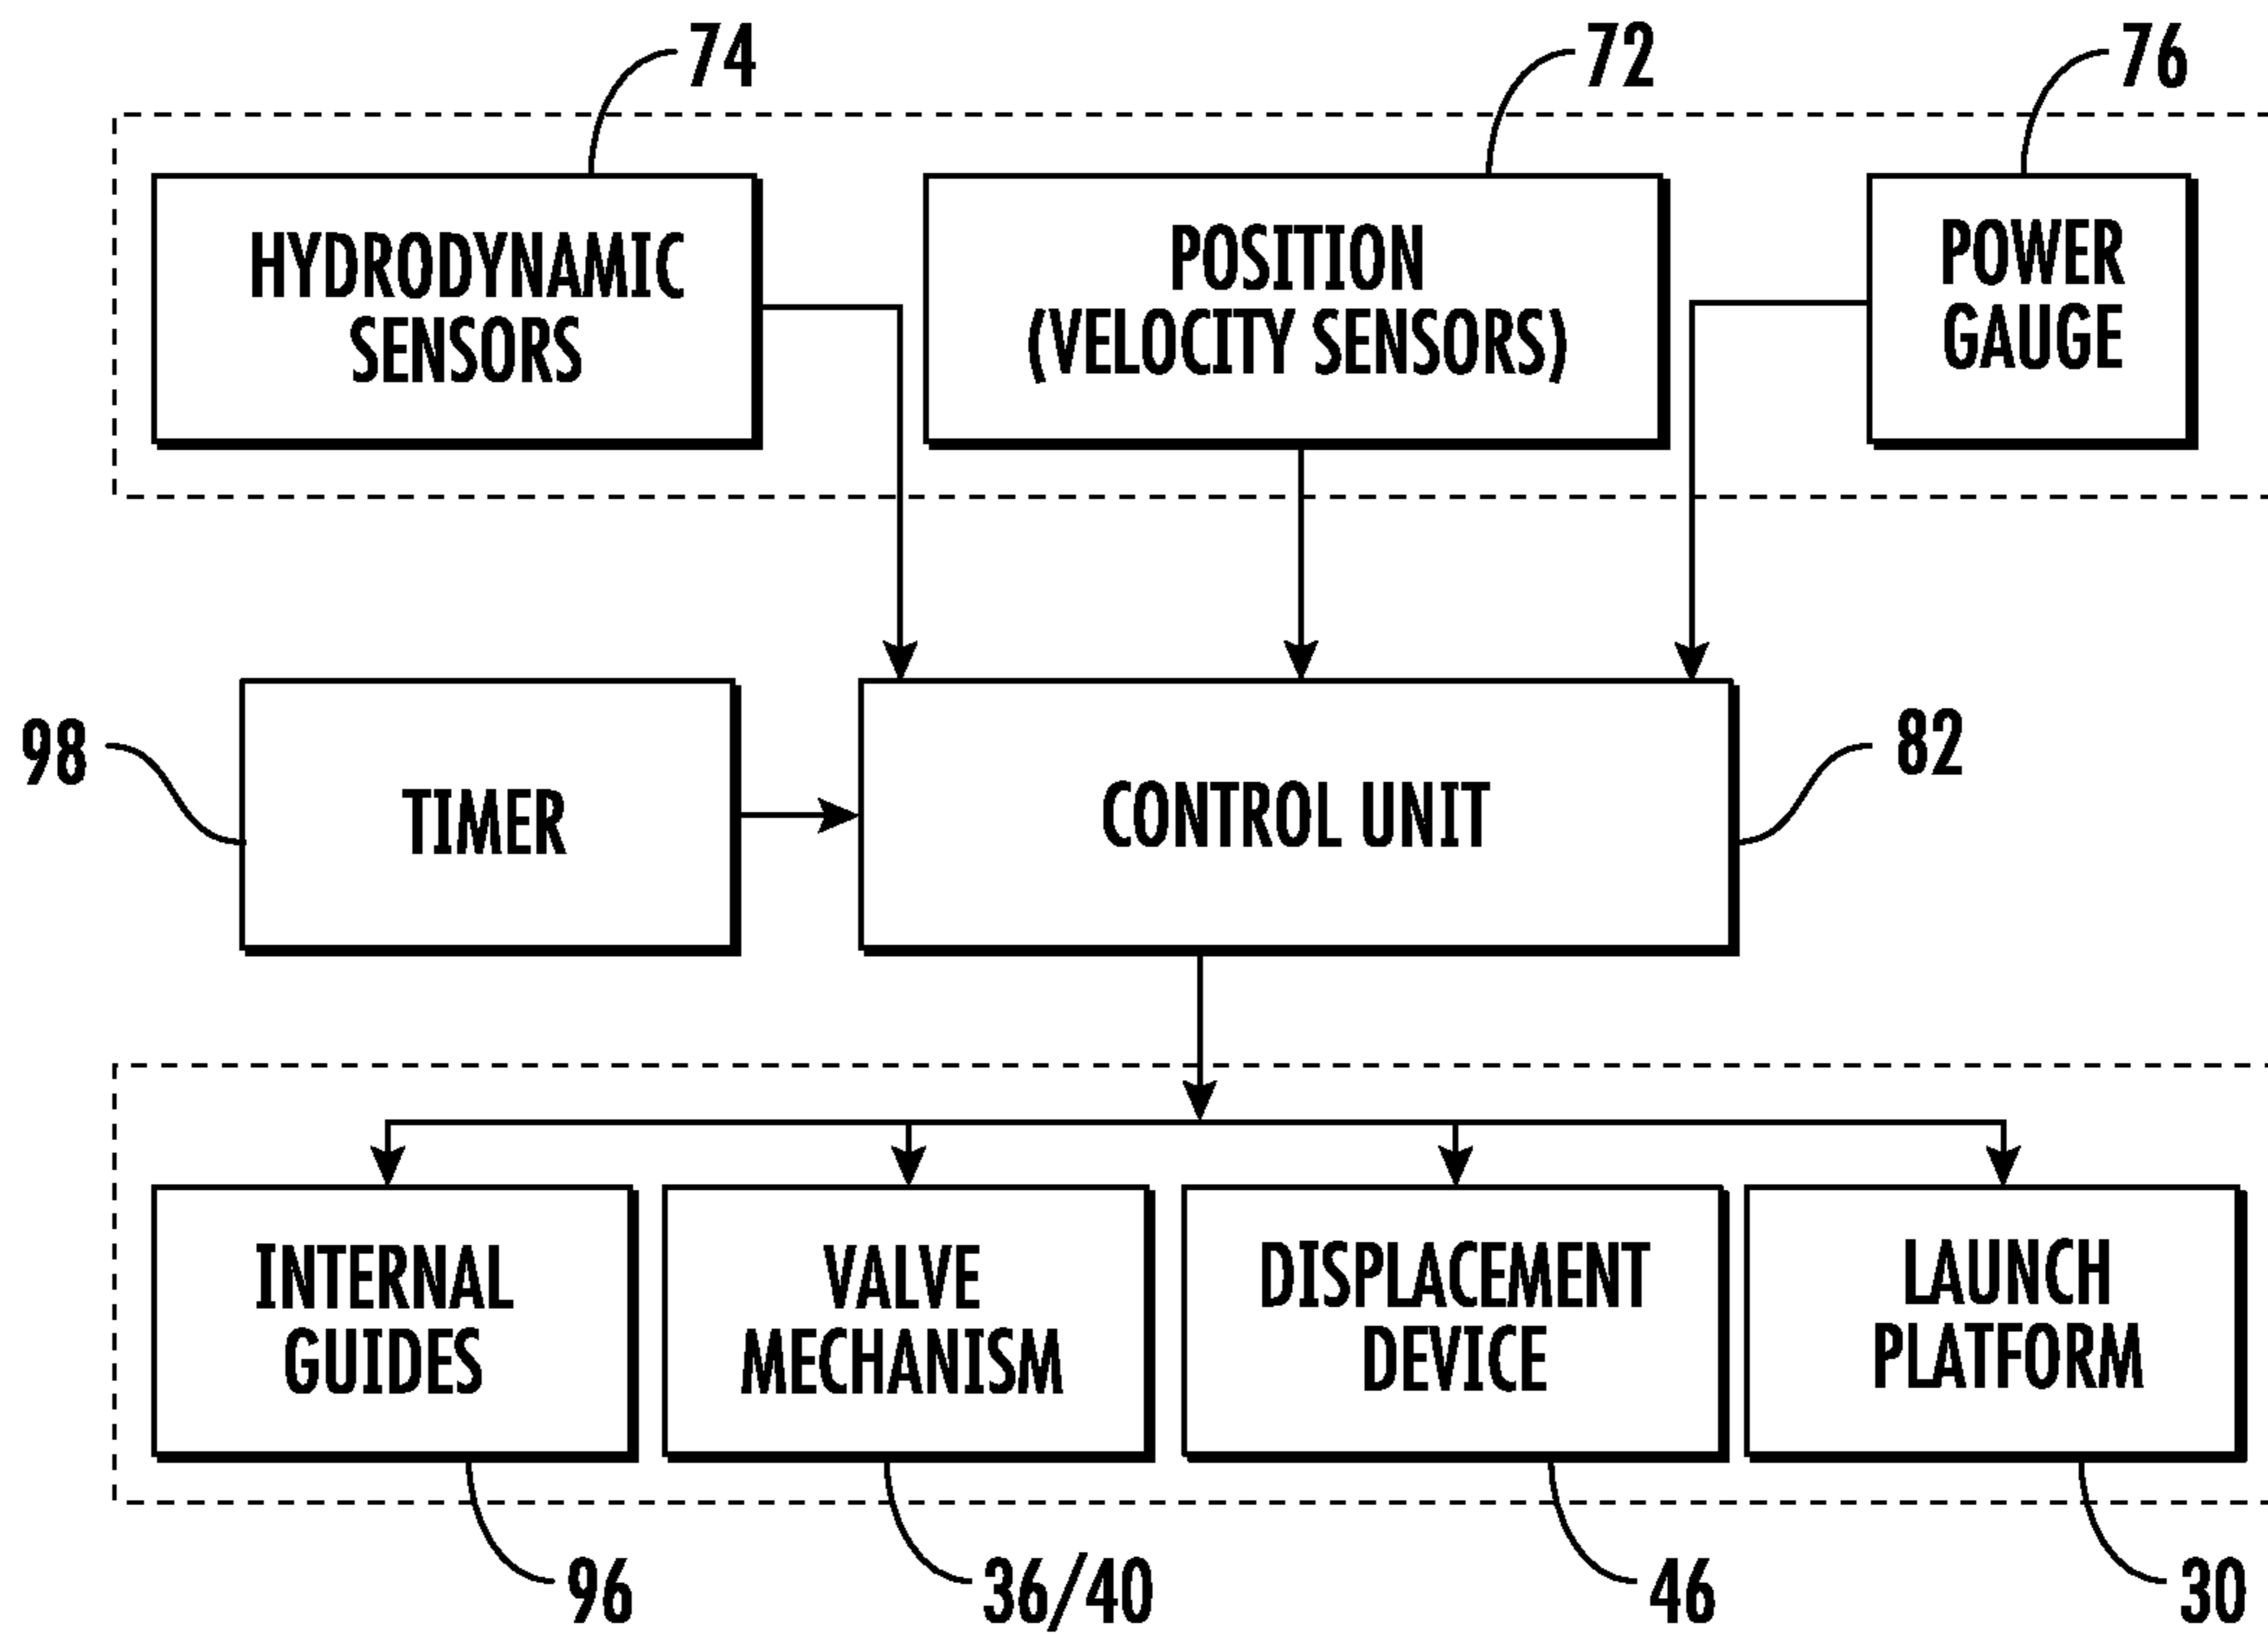 74
72
76
HYDRODYNAMIC
SENSORS
POSITION
(VELOCITY SENSORS)
POWER
GAUGE
98
TIMER
CONTROL UNIT
82
INTERNAL
GUIDES
VALVE
MECHANISM
DISPLACEMENT
DEVICE
LAUNCH
PLATFORM
96
36/40
46
30